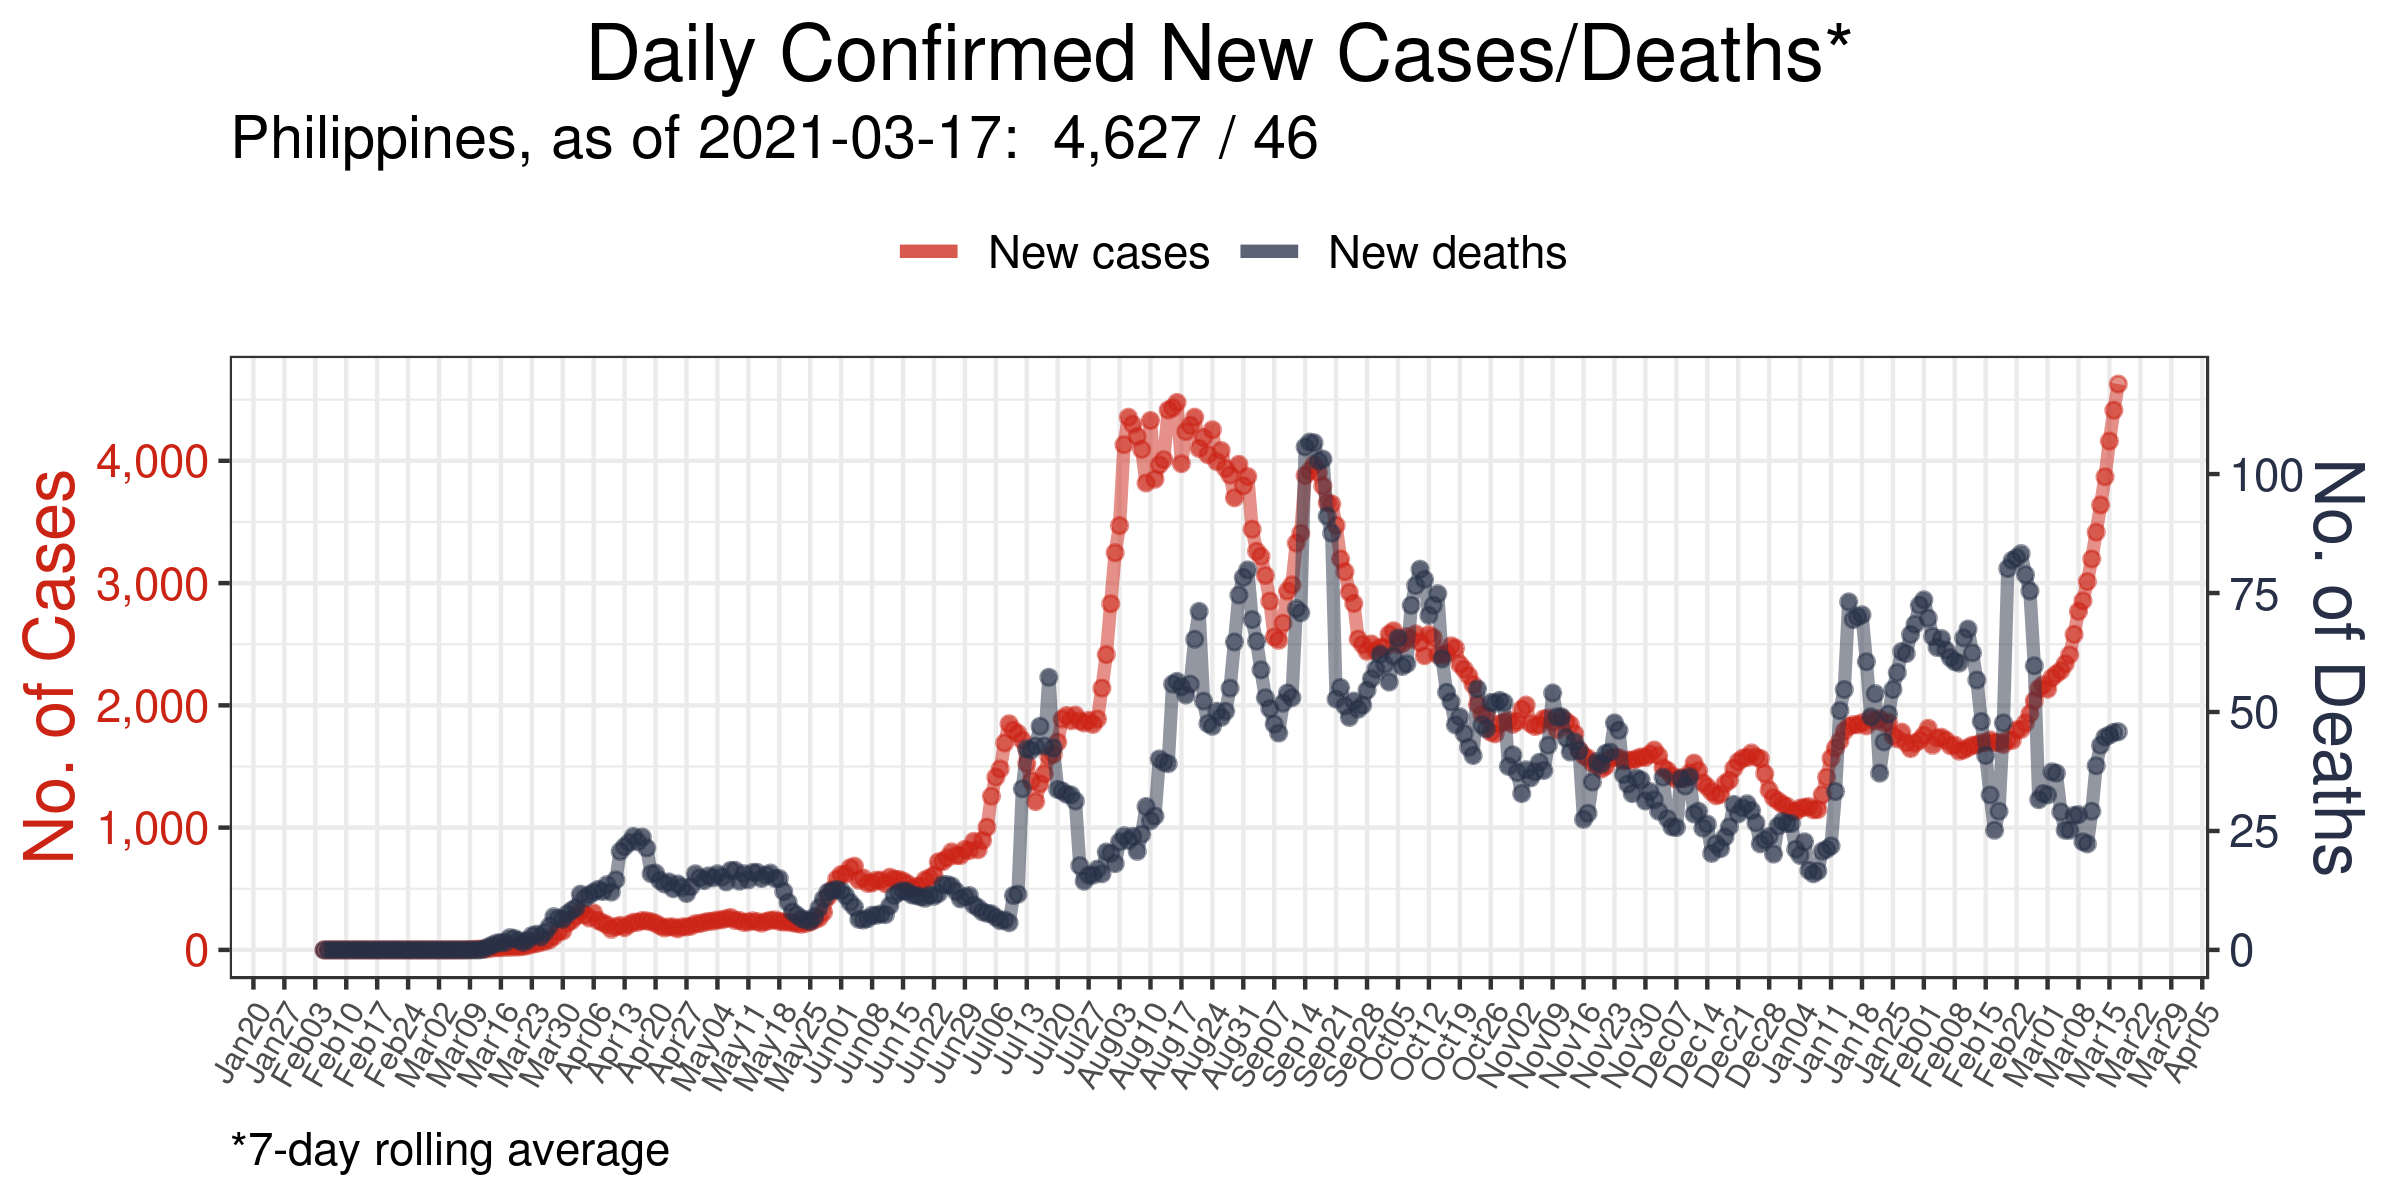 Daily Confirmed New Cases/Deaths*
Philippines, as of 2021-03-17:  4,627 / 46
New cases
New deaths
No. of Cases
4,000
3,000
2,000
1,000
0
No. of Deaths
100
75
50
25
0
Jan20
Jan27
Feb03
Feb10
Feb17
Feb24
Mar02
Mar09
Mar16
Mar23
Mar30
Apr06
Apr13
Apr20
Apr27
May04
May11
May18
May25
Jun01
Jun08
Jun15
Jun22
Jun29
Jul06
Jul13
Jul20
Jul27
Aug03
Aug10
Aug17
Aug24
Aug31
Sep07
Sep14
Sep21
Sep28
Oct05
Oct12
Oct19
Oct26
Nov02
Nov09
Nov16
Nov23
Nov30
Dec07
Dec14
Dec21
Dec28
Jan04
Jan11
Jan18
Jan25
Feb01
Feb08
Feb15
Feb22
Mar01
Mar08
Mar15
Mar22
Mar29
Apr05
*7-day rolling average